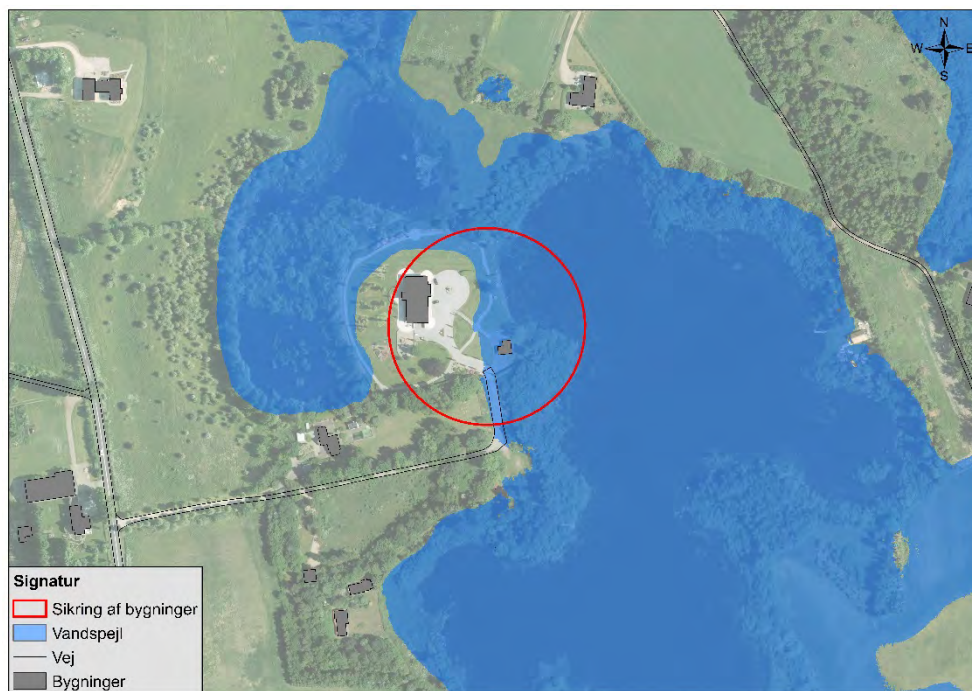 N
W E
S
Signatur
Sikring af bygninger
Vandspejl
Vej
Bygninger